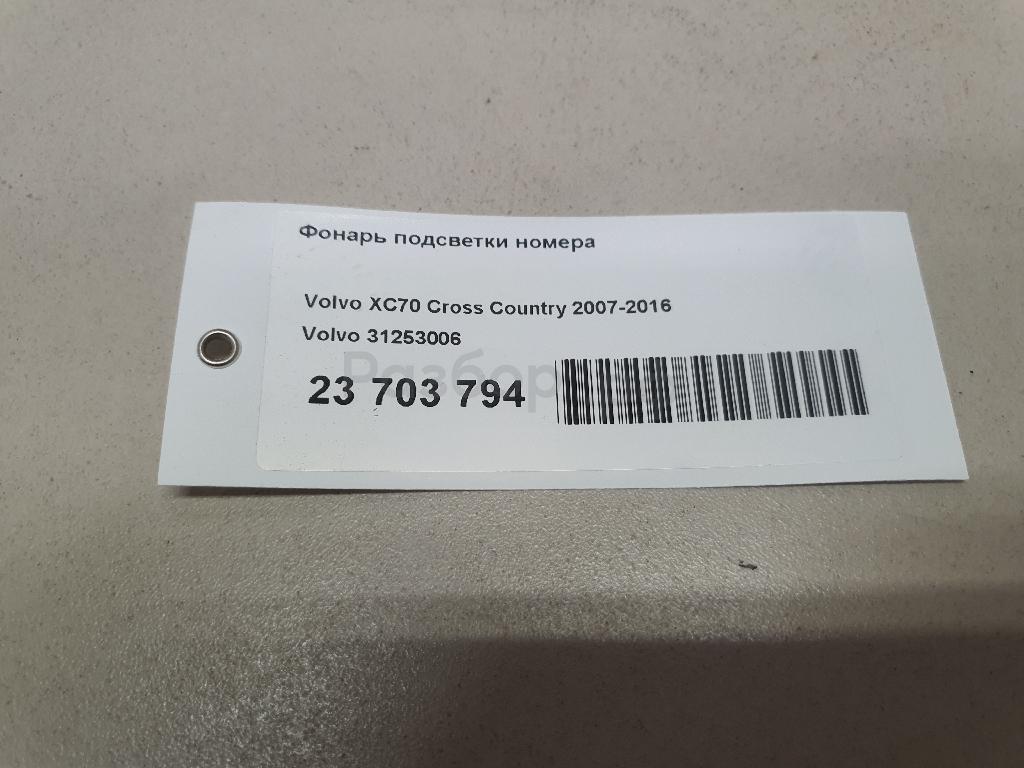 Фонарь подсветки номера
Volvo XC70 Cross Country 2007-2016
Volvo 31253006
23 703 794